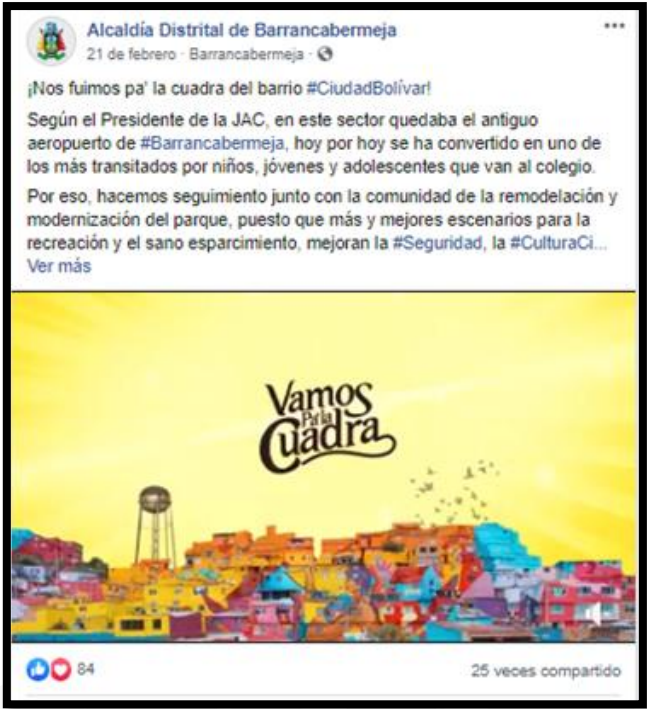 Alcaldía Distrital de Barrancabermeja
21 de febrero · Barrancabermeja ·
¡Nos fuimos pa' la cuadra del barrio #CiudadBolívar!
Según el Presidente de la JAC, en este sector quedaba el antiguo
aeropuerto de #Barrancabermeja, hoy por hoy se ha convertido en uno de
los más transitados por niños, jóvenes y adolescentes que van al colegio.
Por eso, hacemos seguimiento junto con la comunidad de la remodelación y
modernización del parque, puesto que más y mejores escenarios para la
recreación y el sano esparcimiento, mejoran la #Seguridad, la #CulturaCi...
Ver más
Vamos
Pa' la
Cuadra
84
25 veces compartido